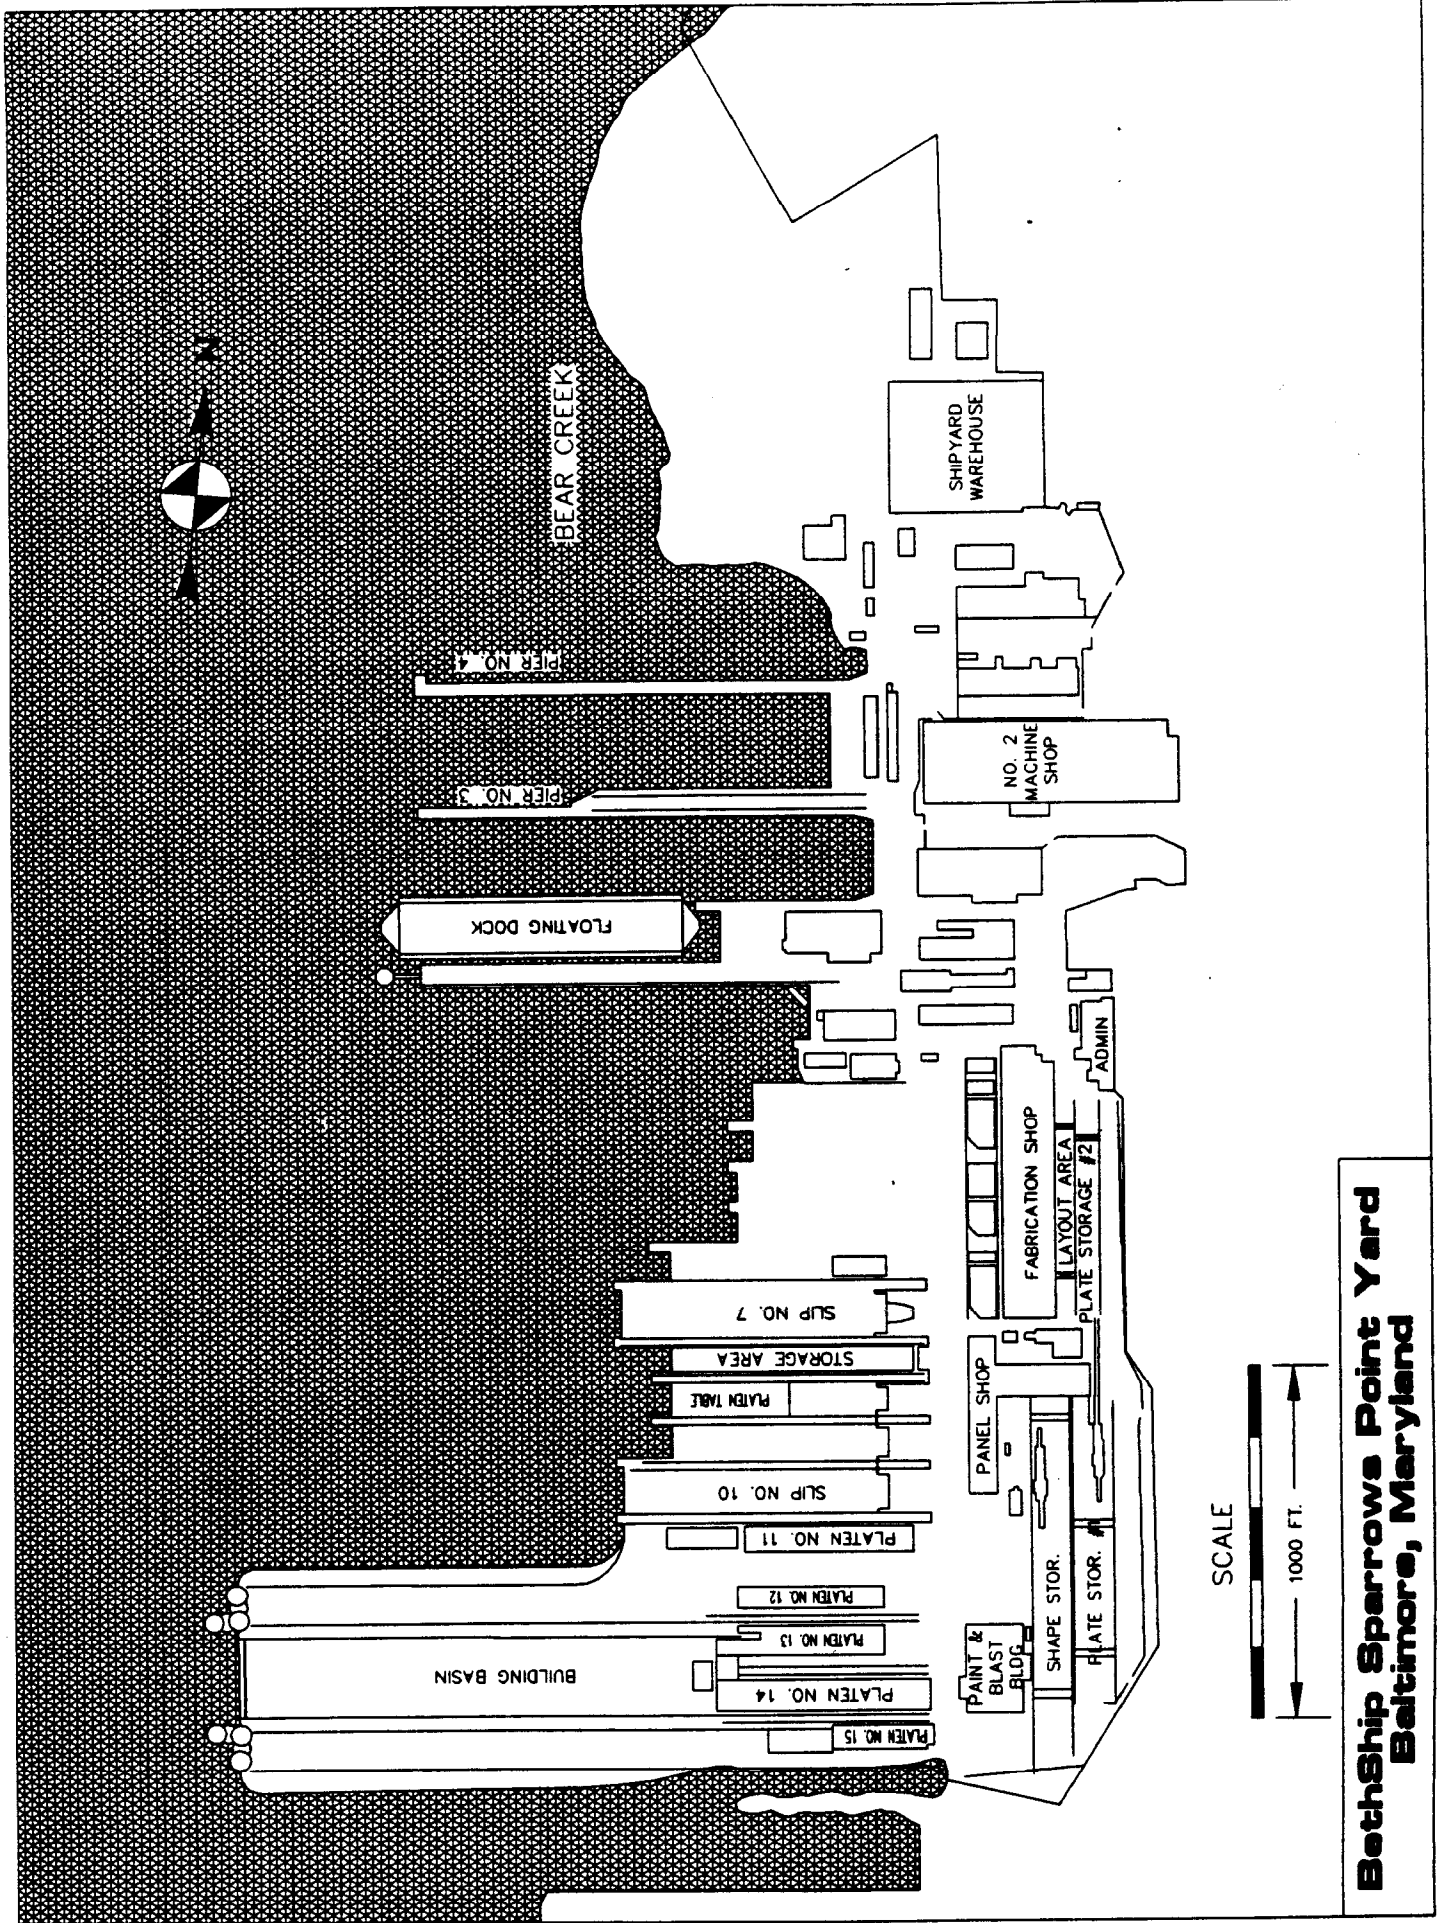 N
BEAR CREEK
PIER NO. 4
PIER NO. 3
FLOATING DOCK
SHIPYARD
WAREHOUSE
NO. 2
MACHINE
SHOP
ADMIN
FABRICATION SHOP
LAYOUT AREA
PLATE STORAGE #2
SLIP NO. 7
STORAGE AREA
PLATEN TABLE
SLIP NO. 10
PLATEN NO. 11
PANEL SHOP
PLATEN NO. 12
PLATEN NO. 13
BUILDING BASIN
PLATEN NO. 14
PLATEN NO. 15
PAINT &
BLAST
BLDG
SHAPE STOR.
PLATE STOR. #1
SCALE
1000 FT.
BethShip Sparrows Point Yard
Baltimore, Maryland